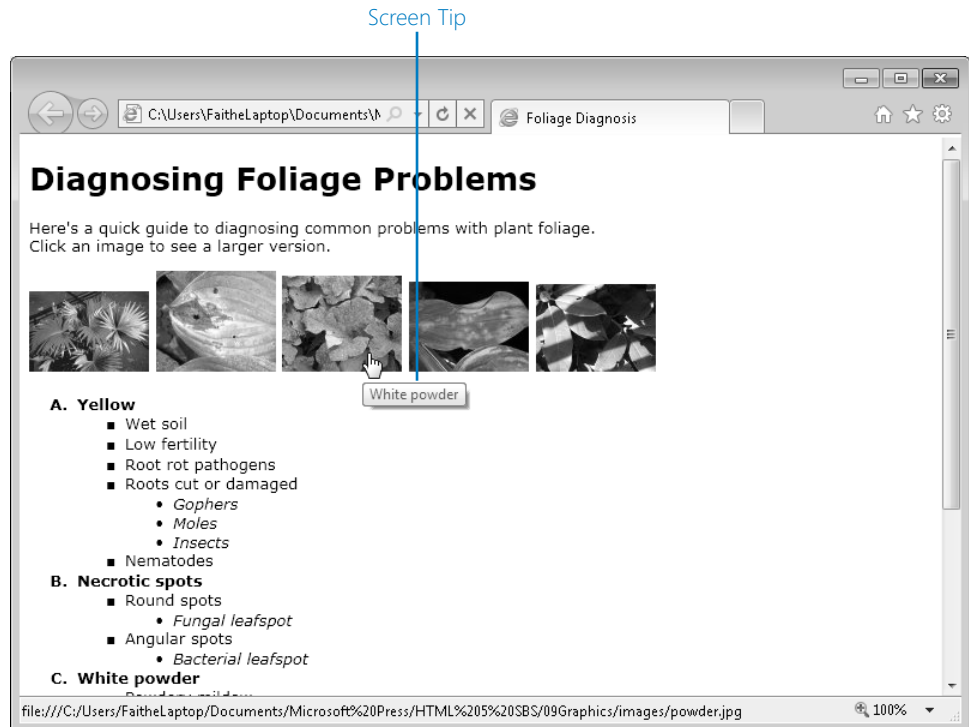 Screen Tip
C:\Users\FaitheLaptop\Documents\M
Foliage Diagnosis
Diagnosing Foliage Problems
Here's a quick guide to diagnosing common problems with plant foliage.
Click an image to see a larger version.
White powder
A. Yellow
■ Wet soil
■ Low fertility
■ Root rot pathogens
■ Roots cut or damaged
• Gophers
• Moles
• Insects
■ Nematodes
B. Necrotic spots
■ Round spots
• Fungal leafspot
■ Angular spots
• Bacterial leafspot
C. White powder
file:///C:/Users/FaitheLaptop/Documents/Microsoft%20Press/HTML%205%20SBS/09Graphics/images/powder.jpg
100%